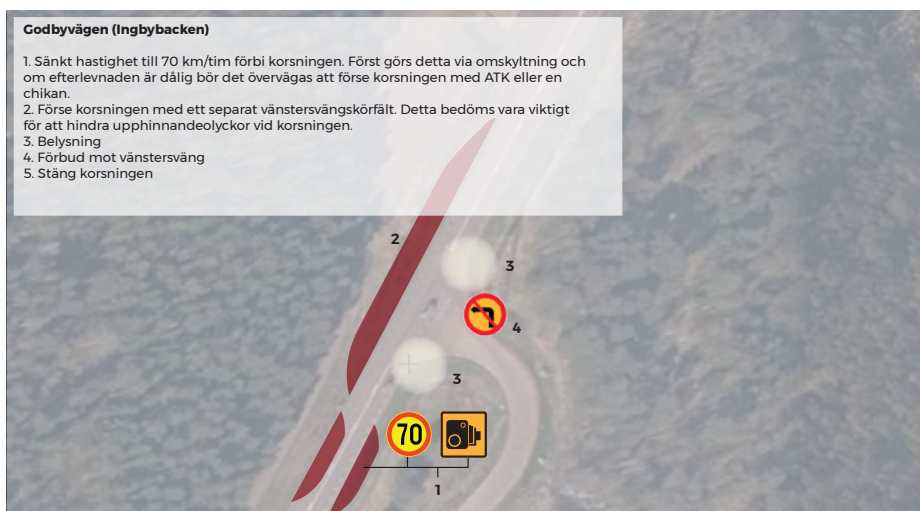 Godbyvägen (Ingbybacken)
1. Sänkt hastighet till 70 km/tim förbi korsningen. Först görs detta via omskyltning och
om efterlevnaden är dålig bör det övervägas att förse korsningen med ATK eller en
chikan.
2. Förse korsningen med ett separat vänstersvängskörfält. Detta bedöms vara viktigt
för att hindra upphinnandeolyckor vid korsningen.
3. Belysning
4. Förbud mot vänstersväng
5. Stäng korsningen
2
3
4
3
70
1